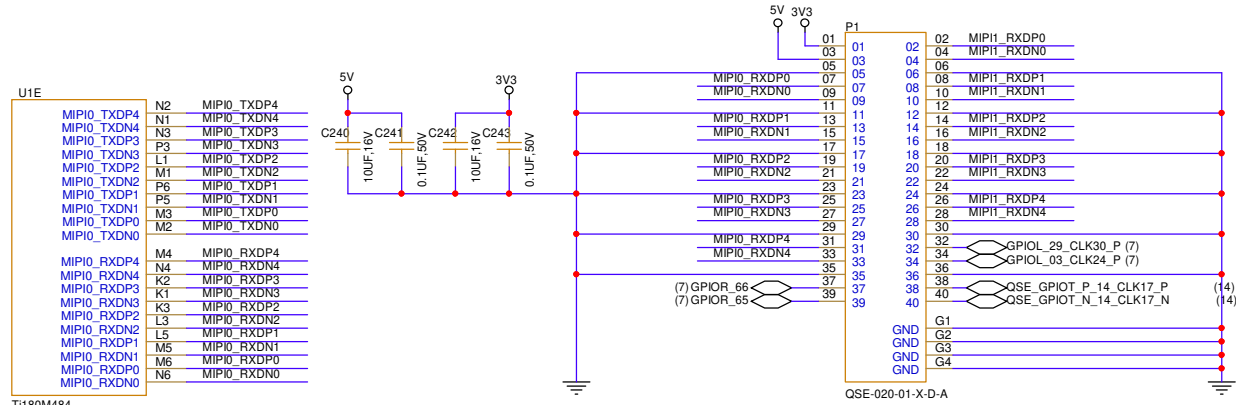 U1E
MIPI0_TXDP4 N2 MIPI0_TXDP4
MIPI0_TXDN4 N1 MIPI0_TXDN4
MIPI0_TXDP3 N3 MIPI0_TXDP3
MIPI0_TXDN3 P3 MIPI0_TXDN3
MIPI0_TXDP2 L1 MIPI0_TXDP2
MIPI0_TXDN2 M1 MIPI0_TXDN2
MIPI0_TXDP1 P6 MIPI0_TXDP1
MIPI0_TXDN1 P5 MIPI0_TXDN1
MIPI0_TXDP0 M3 MIPI0_TXDP0
MIPI0_TXDN0 M2 MIPI0_TXDN0
MIPI0_RXDP4 M4 MIPI0_RXDP4
MIPI0_RXDN4 N4 MIPI0_RXDN4
MIPI0_RXDP3 K2 MIPI0_RXDP3
MIPI0_RXDN3 K1 MIPI0_RXDN3
MIPI0_RXDP2 K3 MIPI0_RXDP2
MIPI0_RXDN2 L3 MIPI0_RXDN2
MIPI0_RXDP1 L5 MIPI0_RXDP1
MIPI0_RXDN1 M5 MIPI0_RXDN1
MIPI0_RXDP0 M6 MIPI0_RXDP0
MIPI0_RXDN0 N6 MIPI0_RXDN0
Ti180M484
5V 3V3
C240 10UF,16V
C241 0.1UF,50V
C242 10UF,16V
C243 0.1UF,50V
5V 3V3
P1
01 01 02 02 MIPI1_RXDP0
03 03 04 04 MIPI1_RXDN0
05 05 06 06
MIPI0_RXDP0 07 07 08 08 MIPI1_RXDP1
MIPI0_RXDN0 09 09 10 10 MIPI1_RXDN1
11 11 12 12
MIPI0_RXDP1 13 13 14 14 MIPI1_RXDP2
MIPI0_RXDN1 15 15 16 16 MIPI1_RXDN2
17 17 18 18
MIPI0_RXDP2 19 19 20 20 MIPI1_RXDP3
MIPI0_RXDN2 21 21 22 22 MIPI1_RXDN3
23 23 24 24
MIPI0_RXDP3 25 25 26 26 MIPI1_RXDP4
MIPI0_RXDN3 27 27 28 28 MIPI1_RXDN4
29 29 30 30
MIPI0_RXDP4 31 31 32 32 GPIOL_29_CLK30_P (7)
MIPI0_RXDN4 33 33 34 34 GPIOL_03_CLK24_P (7)
35 35 36 36
(7) GPIOR_66 37 37 38 38 QSE_GPIOT_P_14_CLK17_P (14)
(7) GPIOR_65 39 39 40 40 QSE_GPIOT_N_14_CLK17_N (14)
GND G1
GND G2
GND G3
GND G4
QSE-020-01-X-D-A